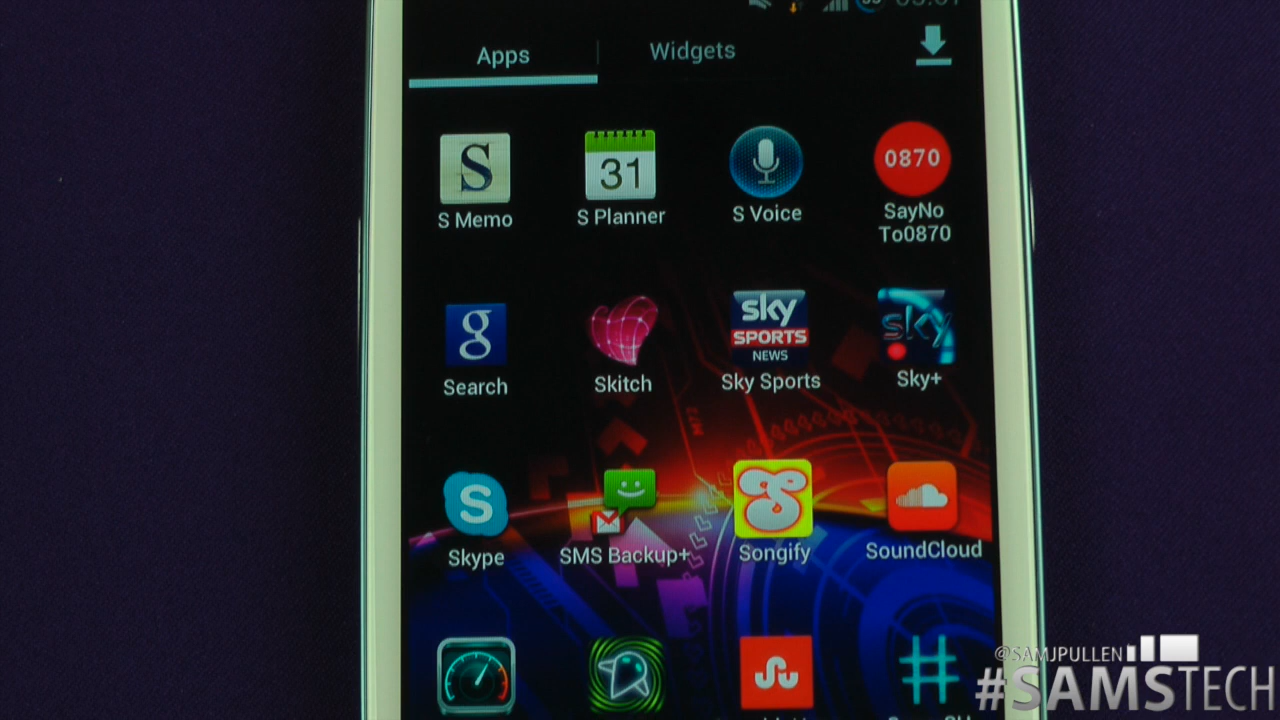 Apps Widgets
S
31
0870
S Memo S Planner S Voice SayNo
To0870
g
sky
SPORTS
NEWS
sky
Search Skitch Sky Sports Sky+
S
Skype SMS Backup+ Songify SoundCloud
@SAMJPULLEN
#SAMSTECH